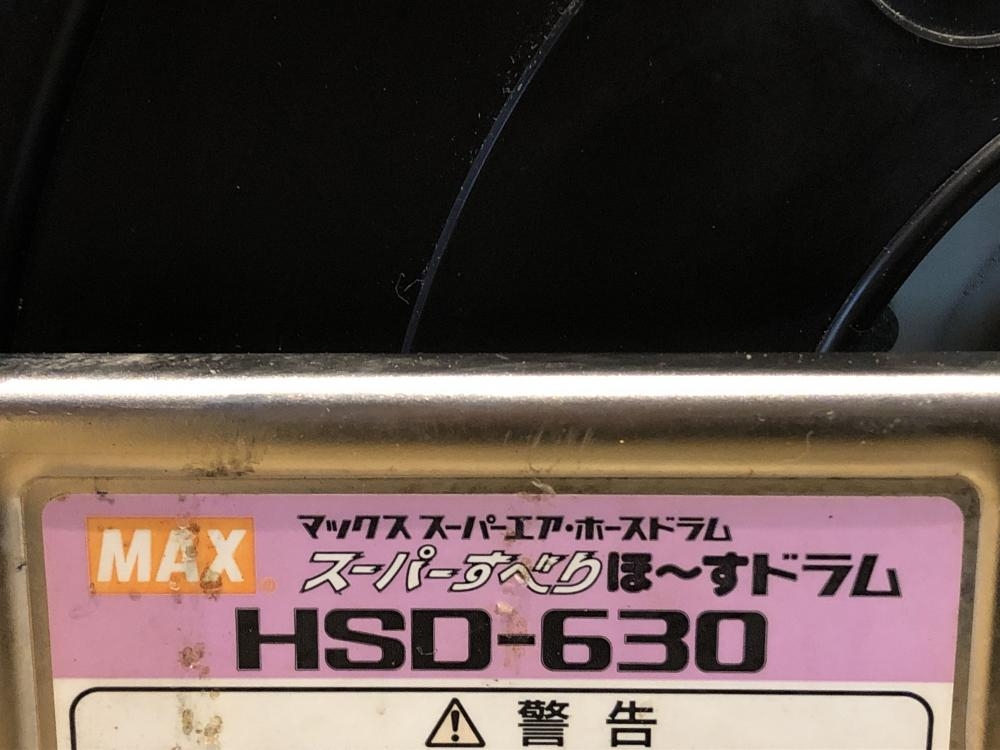 MAX
マックス スーパーエア・ホースドラム
スーパーすべりほ〜すドラム
HSD-630
警告